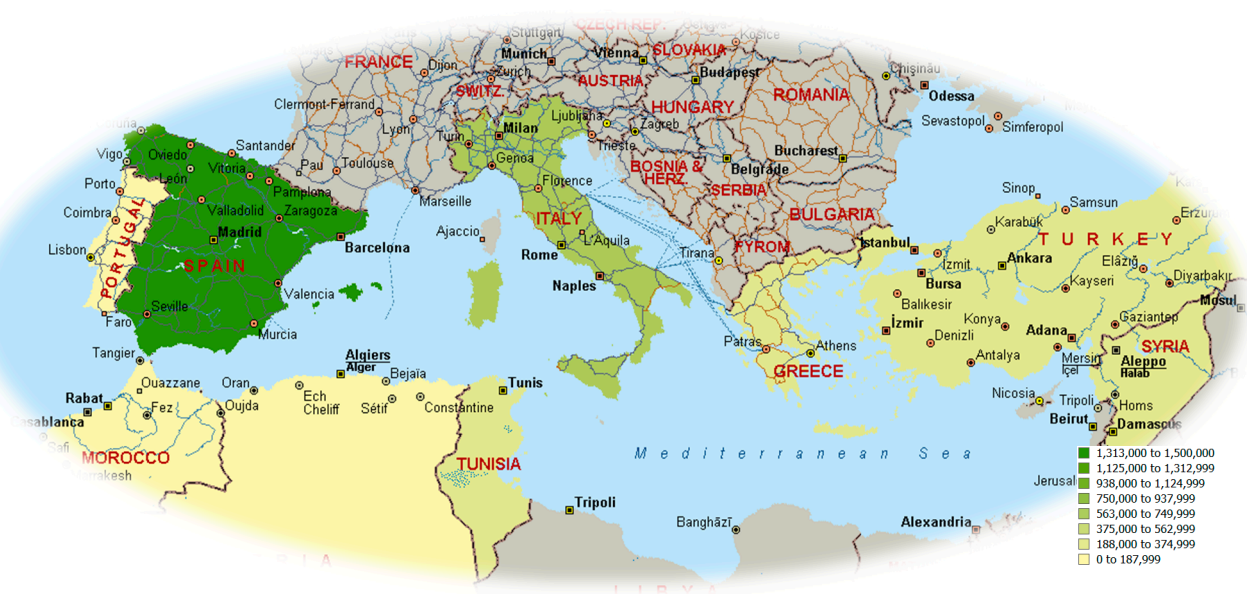 CZECH REP.
Stuttgart
Košice
FRANCE
Munich
Vienna
SLOVAKIA
Dijon
Zurich
Budapest
Chişinău
SWITZ.
AUSTRIA
HUNGARY
ROMANIA
Odessa
Clermont-Ferrand
Lyon
Turin
Milan
Ljubljana
Zagreb
Sevastopol
Simferopol
Vigo
Oviedo
Santander
León
Vitoria
Pau
Toulouse
Genoa
Trieste
Bucharest
Belgrade
BOSNIA &
HERZ.
SERBIA
Porto
Pamplona
Marseille
Florence
Sinop
Samsun
Coimbra
Valladolid
Zaragoza
ITALY
BULGARIA
Karabük
Madrid
Ajaccio
L'Aquila
FYROM
Istanbul
TURKEY
Lisbon
PORTUGAL
SPAIN
Barcelona
Rome
Tirana
İzmit
Ankara
Elâzığ
Naples
Bursa
Kayseri
Diyarbakır
Valencia
Balıkesir
Mosul
Seville
Faro
Murcia
İzmir
Konya
Adana
Gaziantep
Denizli
SYRIA
Tangier
Patras
Athens
Antalya
Mersin
İçel
Aleppo
Halab
Algiers
Alger
GREECE
Ouazzane
Oran
Bejaïa
Tunis
Nicosia
Tripoli
Homs
Rabat
Fez
Oujda
Ech
Cheliff
Sétif
Constantine
Beirut
Damascus
Casablanca
Safi
MOROCCO
Marrakesh
TUNISIA
Mediterranean Sea
Tripoli
Banghāzī
Alexandria
LIBYA
1,313,000 to 1,500,000
1,125,000 to 1,312,999
938,000 to 1,124,999
750,000 to 937,999
563,000 to 749,999
375,000 to 562,999
188,000 to 374,999
0 to 187,999